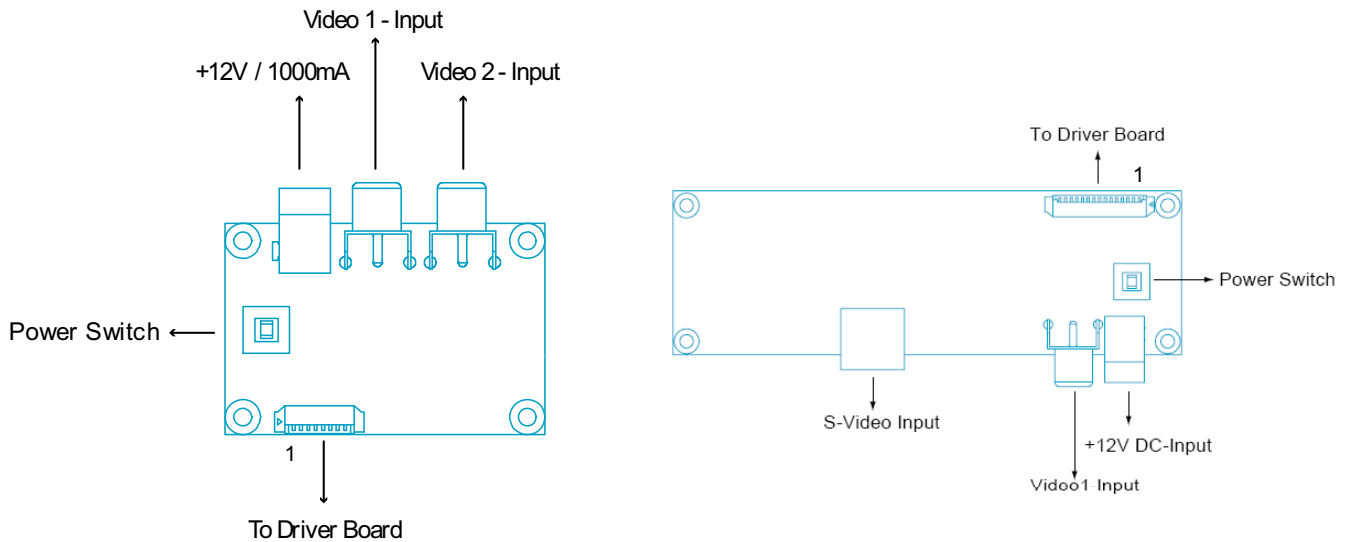 Video 1 - Input
+12V / 1000mA
Video 2 - Input
Power Switch
1
To Driver Board
To Driver Board
1
Power Switch
S-Video Input
+12V DC-Input
Vidoo1-Input